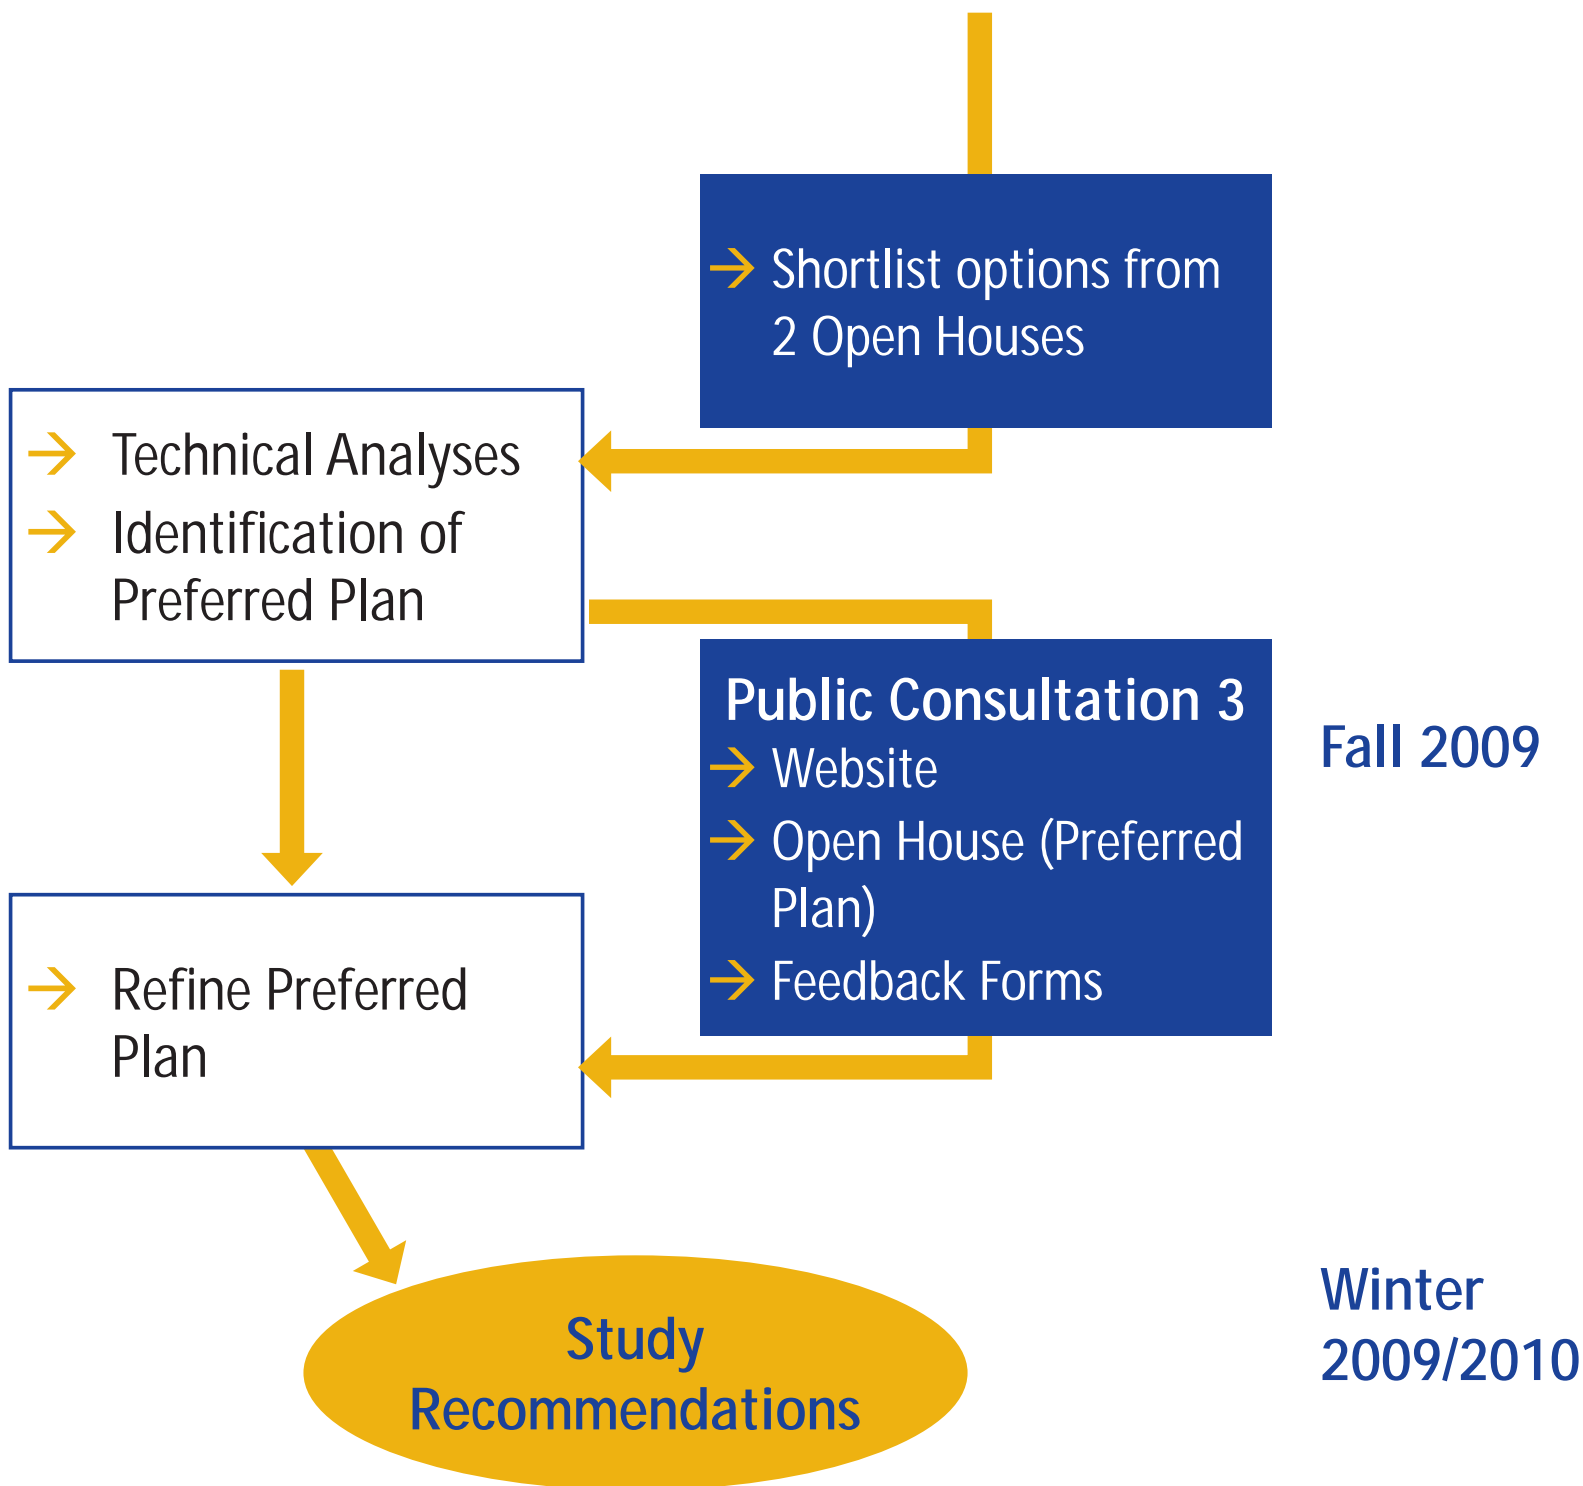 Shortlist options from
2 Open Houses
Technical Analyses
Identification of
Preferred Plan
Public Consultation 3
Website
Open House (Preferred
Plan)
Feedback Forms
Fall 2009
Refine Preferred
Plan
Study
Recommendations
Winter
2009/2010